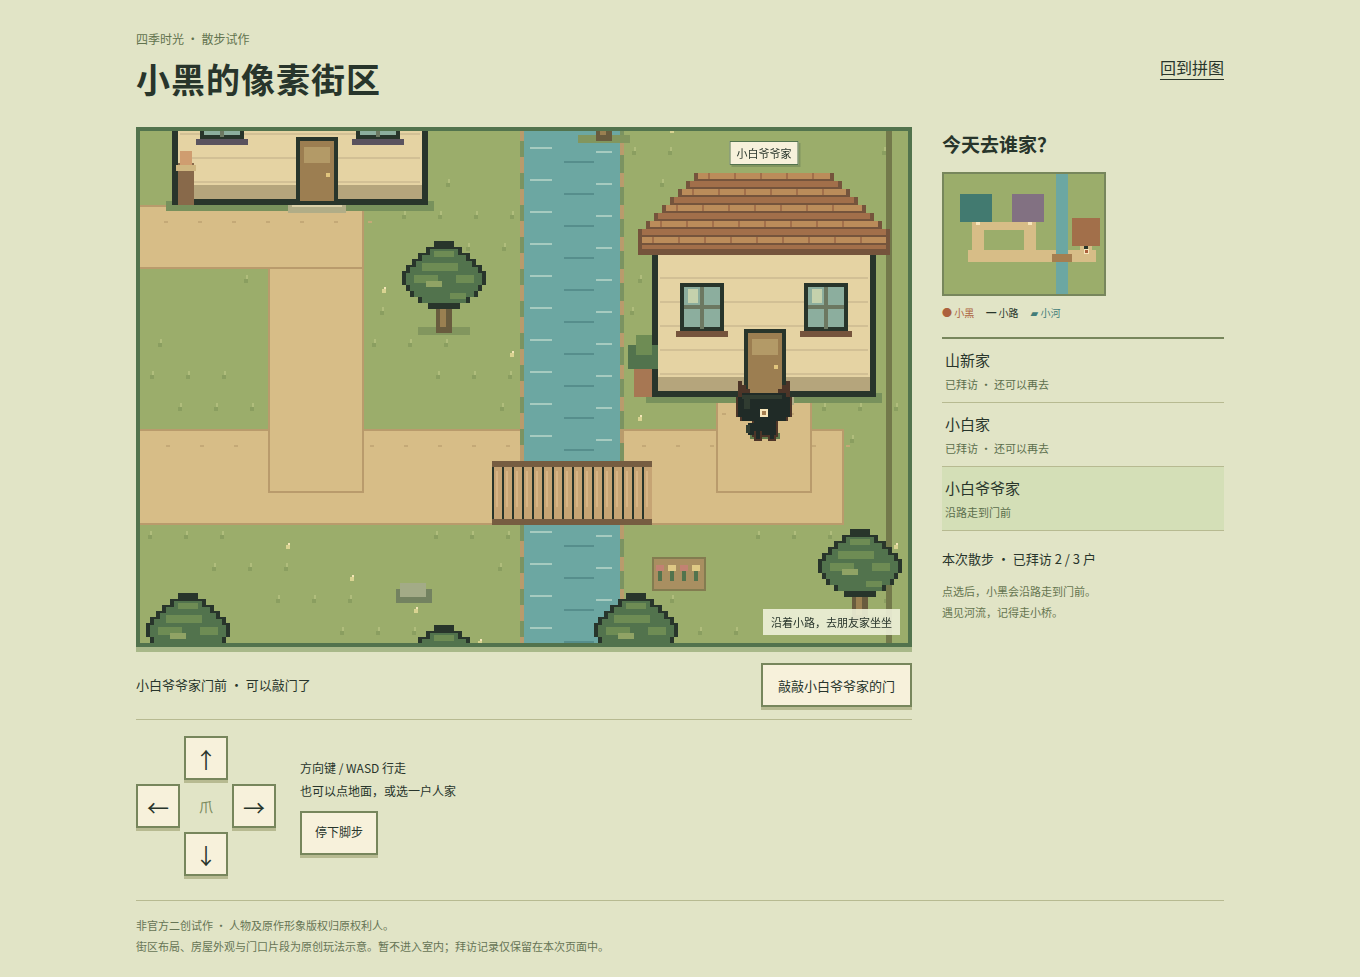 四季时光 · 散步试作
小黑的像素街区
回到拼图
小白爷爷家
沿着小路，去朋友家坐坐
今天去谁家？
小黑 小路 小河
山新家
已拜访 · 还可以再去
小白家
已拜访 · 还可以再去
小白爷爷家
沿路走到门前
本次散步 · 已拜访 2 / 3 户
点选后，小黑会沿路走到门前。
遇见河流，记得走小桥。
小白爷爷家门前 · 可以敲门了
敲敲小白爷爷家的门
↑
← 爪 →
↓
方向键 / WASD 行走
也可以点地面，或选一户人家
停下脚步
非官方二创试作 · 人物及原作形象版权归原权利人。
街区布局、房屋外观与门口片段为原创玩法示意。暂不进入室内；拜访记录仅保留在本次页面中。